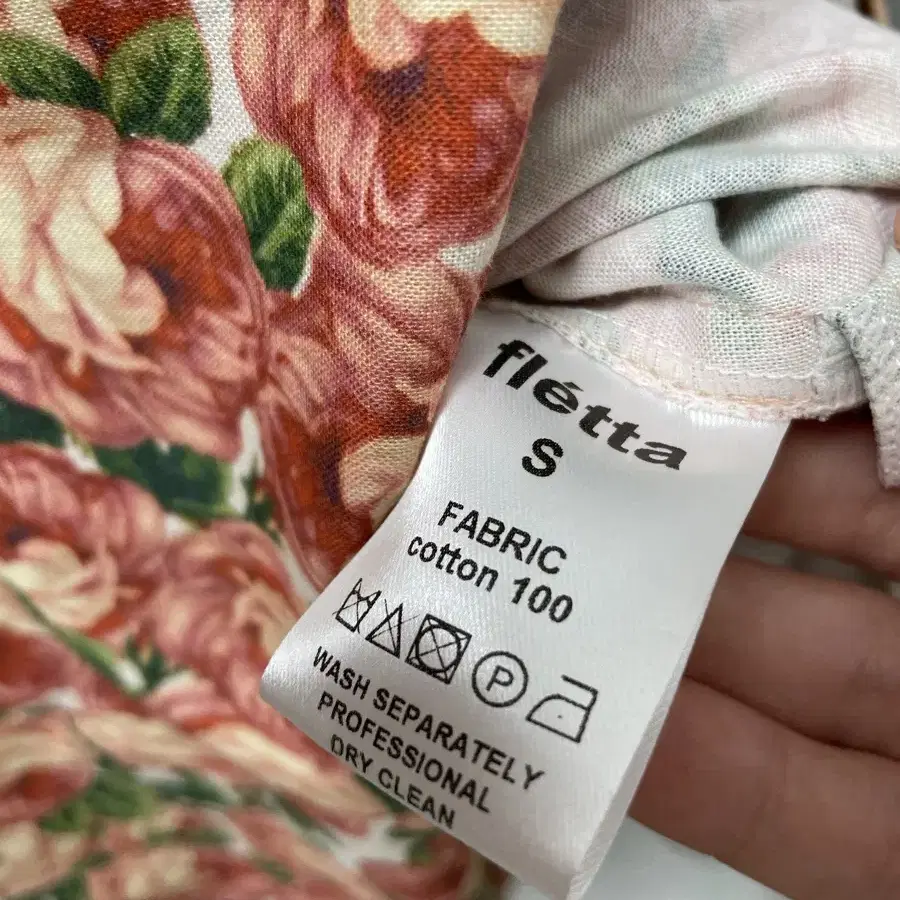 flétta
S
FABRIC
cotton 100
P
WASH SEPARATELY
PROFESSIONAL
DRY CLEAN